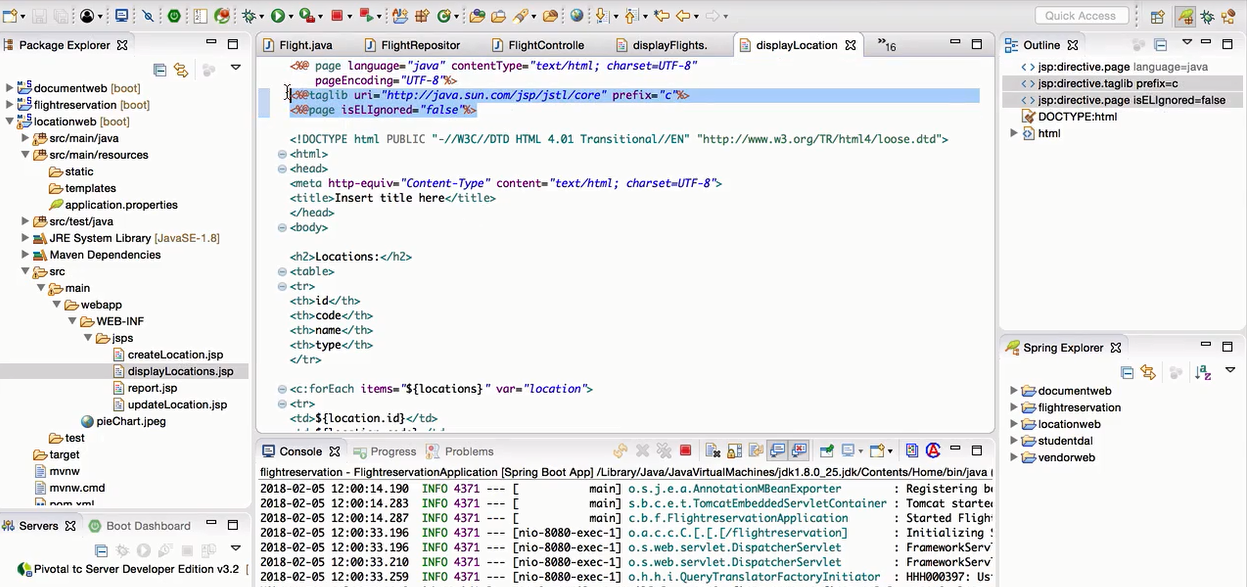 Quick Access
Package Explorer
documentweb [boot]
flightreservation [boot]
locationweb [boot]
src/main/java
src/main/resources
static
templates
application.properties
src/test/java
JRE System Library [JavaSE-1.8]
Maven Dependencies
src
main
webapp
WEB-INF
jsps
createLocation.jsp
displayLocations.jsp
report.jsp
updateLocation.jsp
pieChart.jpeg
test
target
mvnw
mvnw.cmd
pom.xml
Servers
Boot Dashboard
Pivotal tc Server Developer Edition v3.2
Flight.java
FlightRepositor
FlightControlle
displayFlights.
displayLocation
»16
<%@ page language="java" contentType="text/html; charset=UTF-8"
pageEncoding="UTF-8"%>
<%@taglib uri="http://java.sun.com/jsp/jstl/core" prefix="c"%>
<%@page isELIgnored="false"%>
<!DOCTYPE html PUBLIC "-//W3C//DTD HTML 4.01 Transitional//EN" "http://www.w3.org/TR/html4/loose.dtd">
<html>
<head>
<meta http-equiv="Content-Type" content="text/html; charset=UTF-8">
<title>Insert title here</title>
</head>
<body>
<h2>Locations:</h2>
<table>
<tr>
<th>id</th>
<th>code</th>
<th>name</th>
<th>type</th>
</tr>
<c:forEach items="${locations}" var="location">
<tr>
<td>${location.id}</td>
Console
Progress
Problems
flightreservation - FlightreservationApplication [Spring Boot App] /Library/Java/JavaVirtualMachines/jdk1.8.0_25.jdk/Contents/Home/bin/java
2018-02-05 12:00:14.190 INFO 4371 --- [ main] o.s.j.e.a.AnnotationMBeanExporter : Registering be
2018-02-05 12:00:14.283 INFO 4371 --- [ main] s.b.c.e.t.TomcatEmbeddedServletContainer : Tomcat started
2018-02-05 12:00:14.287 INFO 4371 --- [ main] c.b.f.FlightreservationApplication : Started Flight
2018-02-05 12:00:33.196 INFO 4371 --- [nio-8080-exec-1] o.a.c.c.C.[.[.[/flightreservation] : Initializing S
2018-02-05 12:00:33.196 INFO 4371 --- [nio-8080-exec-1] o.s.web.servlet.DispatcherServlet : FrameworkServl
2018-02-05 12:00:33.210 INFO 4371 --- [nio-8080-exec-1] o.s.web.servlet.DispatcherServlet : FrameworkServl
2018-02-05 12:00:33.259 INFO 4371 --- [nio-8080-exec-1] o.h.h.i.QueryTranslatorFactoryInitiator : HHH000397: Us
Outline
jsp:directive.page language=java
jsp:directive.taglib prefix=c
jsp:directive.page isELIgnored=false
DOCTYPE:html
html
Spring Explorer
documentweb
flightreservation
locationweb
studentdal
vendorweb